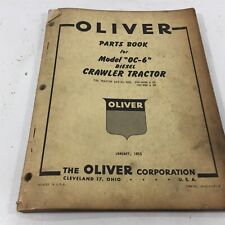 OLIVER
PARTS BOOK
for
Model "OC-6"
DIESEL
CRAWLER TRACTOR
OLIVER
JANUARY, 1955
THE OLIVER CORPORATION
CLEVELAND 17, OHIO • • • • U. S. A.